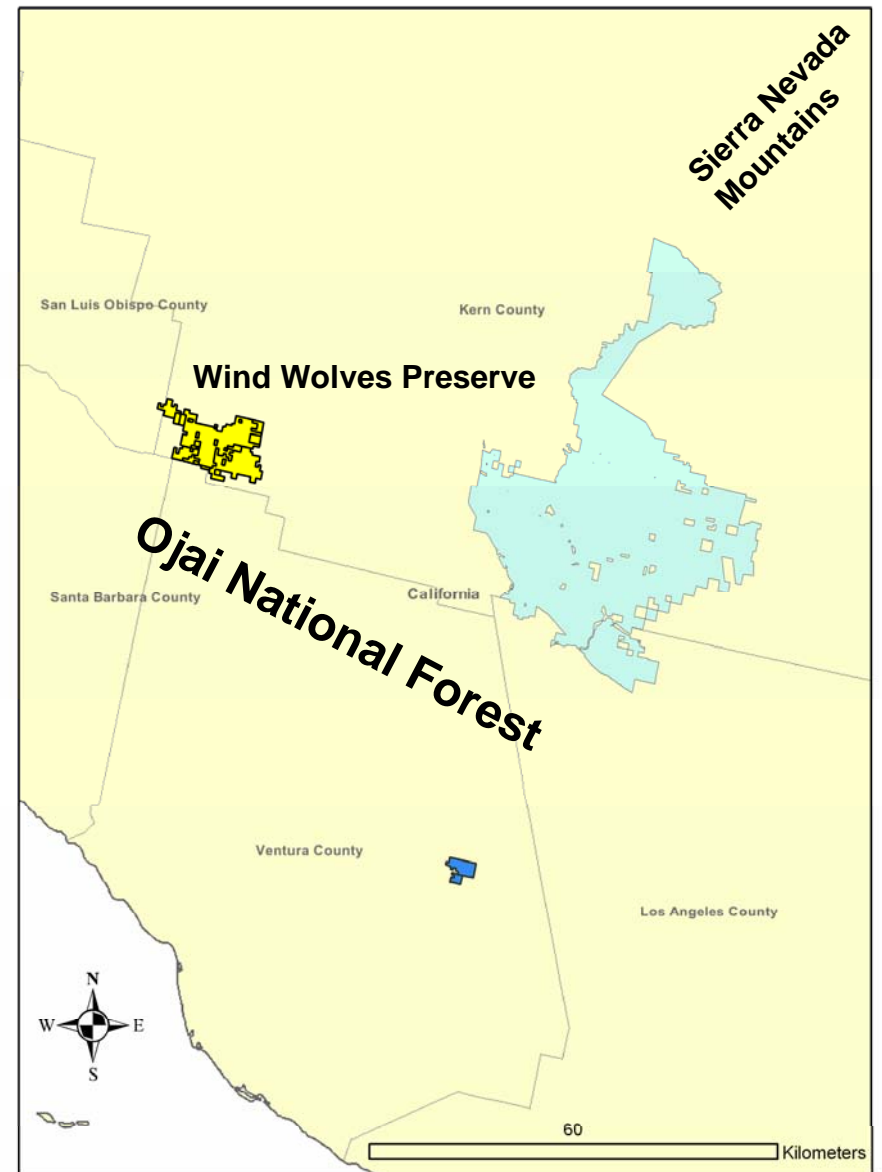 Sierra Nevada
Mountains
San Luis Obispo County
Kern County
Wind Wolves Preserve
Ojai National Forest
Santa Barbara County
California
Ventura County
Los Angeles County
N
W E
S
60
Kilometers